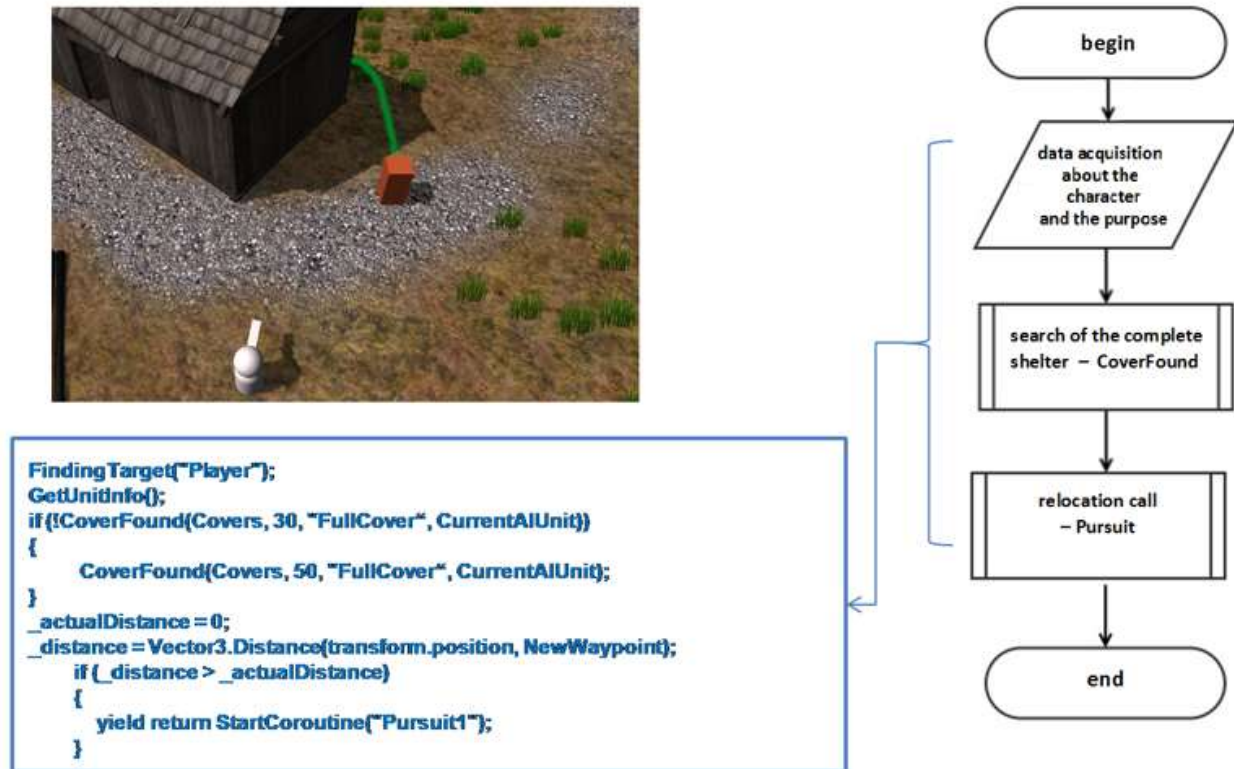 begin
data acquisition
about the
character
and the purpose
search of the complete
shelter – CoverFound
relocation call
– Pursuit
end
FindingTarget("Player");
GetUnitInfo();
if (!CoverFound(Covers, 30, "FullCover", CurrentAIUnit))
{
CoverFound(Covers, 50, "FullCover", CurrentAIUnit);
}
_actualDistance = 0;
_distance = Vector3.Distance(transform.position, NewWaypoint);
if (_distance > _actualDistance)
{
yield return StartCoroutine("Pursuit1");
}